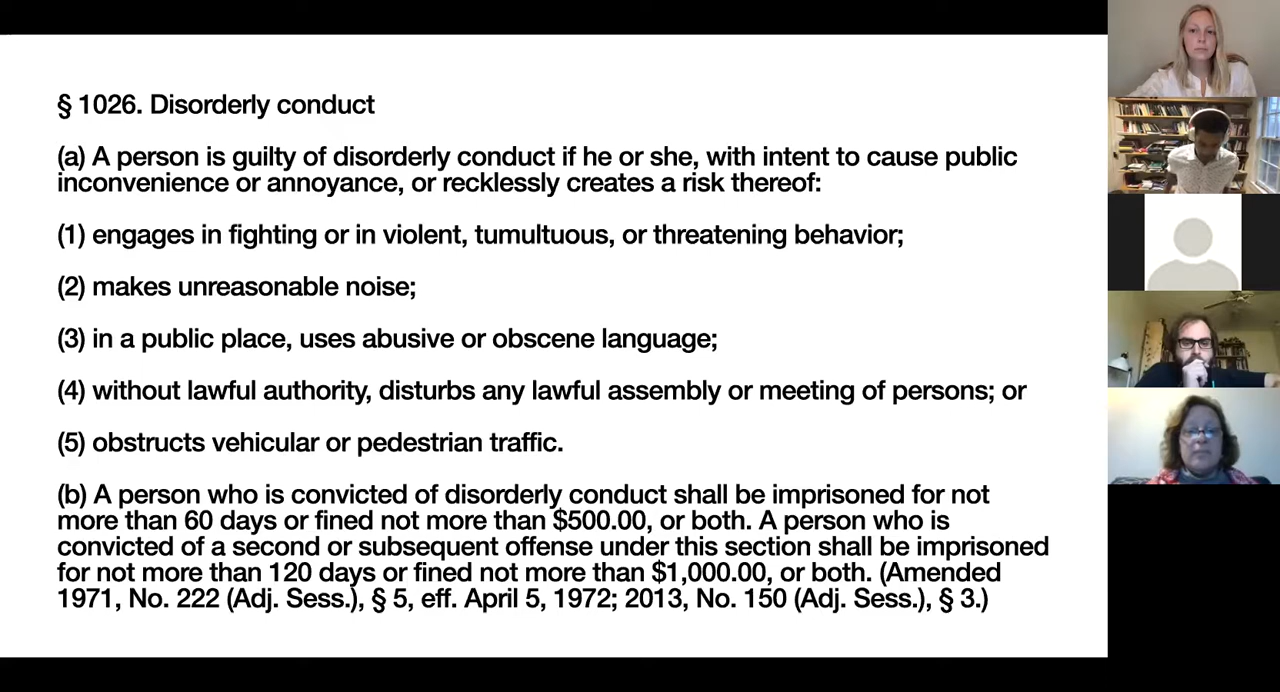 § 1026. Disorderly conduct
(a) A person is guilty of disorderly conduct if he or she, with intent to cause public
inconvenience or annoyance, or recklessly creates a risk thereof:
(1) engages in fighting or in violent, tumultuous, or threatening behavior;
(2) makes unreasonable noise;
(3) in a public place, uses abusive or obscene language;
(4) without lawful authority, disturbs any lawful assembly or meeting of persons; or
(5) obstructs vehicular or pedestrian traffic.
(b) A person who is convicted of disorderly conduct shall be imprisoned for not
more than 60 days or fined not more than $500.00, or both. A person who is
convicted of a second or subsequent offense under this section shall be imprisoned
for not more than 120 days or fined not more than $1,000.00, or both. (Amended
1971, No. 222 (Adj. Sess.), § 5, eff. April 5, 1972; 2013, No. 150 (Adj. Sess.), § 3.)